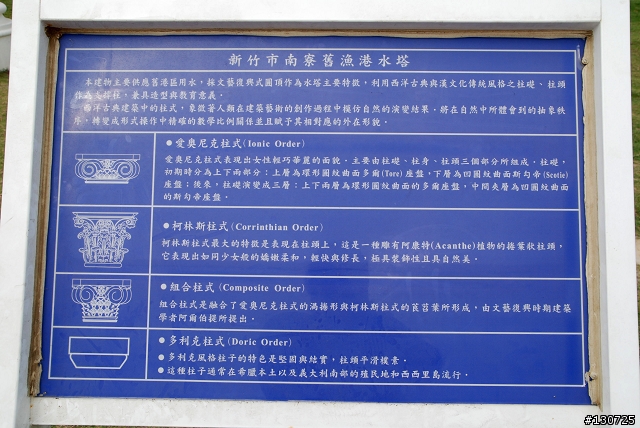 新竹市南寮舊漁港水塔
本建物主要供應舊港區用水，採文藝復興式圓頂作為水塔主要特徵，利用西洋古典與漢文化傳統風格之柱礎、柱頭
作為支撐柱，兼具造型與教育意義。
西洋古典建築中的柱式，象徵著人類在建築藝術的創作過程中模仿自然的演變結果。將在自然中所體會到的抽象秩
序，轉變成形式操作中精確的數學比例關係並且賦予其相對應的外在形貌。
●愛奧尼克柱式(Ionic Order)
愛奧尼克柱式表現出女性輕巧華麗的面貌。主要由柱礎、柱身、柱頭三個部分所組成。柱礎，
初期時分為上下兩部分：上層為環形圓紋曲面多爾(Tore)座盤，下層為凹圓紋曲面斯勾帝(Scotie)
座盤；後來，柱礎演變成三層：上下兩層為環形圓紋曲面的多爾座盤，中間夾層為凹圓紋曲面
的斯勾帝座盤。
●柯林斯柱式(Corrinthian Order)
柯林斯柱式最大的特徵是表現在柱頭上，這是一種雕有阿康特(Acanthe)植物的捲葉狀柱頭，
它表現出如同少女般的嬌嫩柔和，輕快與修長，極具裝飾性且具自然美。
●組合柱式(Composite Order)
組合柱式是融合了愛奧尼克柱式的渦捲形與柯林斯柱式的莨苕葉所形成，由文藝復興時期建築
學者阿爾伯提所提出。
●多利克柱式(Doric Order)
●多利克風格柱子的特色是堅固與結實，柱頭平滑樸素。
●這種柱子通常在希臘本土以及義大利南部的殖民地和西西里島流行。
#130725